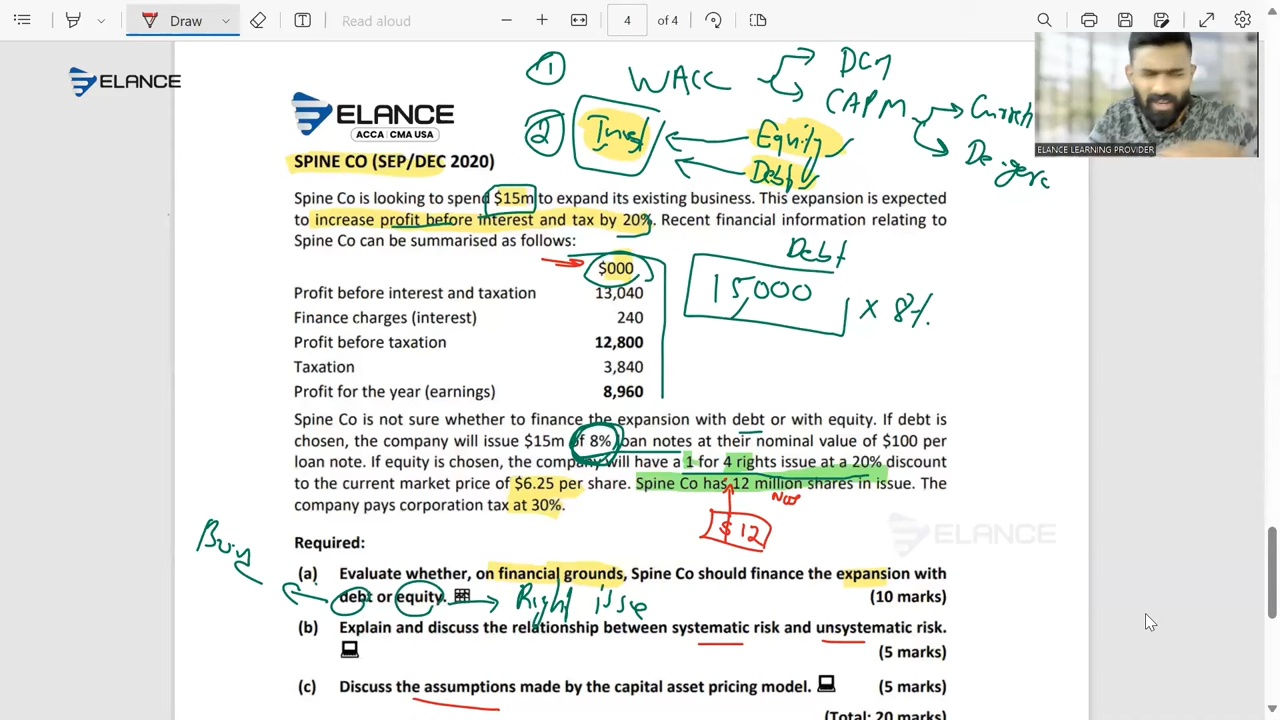 Draw
Read aloud
4 of 4
ELANCE
① WACC DCM
CAPM
② Equity
Debt
ELANCE LEARNING PROVIDER
ELANCE
ACCA | CMA USA
SPINE CO (SEP/DEC 2020)
Spine Co is looking to spend $15m to expand its existing business. This expansion is expected
to increase profit before interest and tax by 20%. Recent financial information relating to
Spine Co can be summarised as follows:
Debt
$000
15,000 x 8%
Profit before interest and taxation 13,040
Finance charges (interest) 240
Profit before taxation 12,800
Taxation 3,840
Profit for the year (earnings) 8,960
Spine Co is not sure whether to finance the expansion with debt or with equity. If debt is
chosen, the company will issue $15m of 8% loan notes at their nominal value of $100 per
loan note. If equity is chosen, the company will have a 1 for 4 rights issue at a 20% discount
to the current market price of $6.25 per share. Spine Co has 12 million shares in issue. The
company pays corporation tax at 30%.
Nos
$12
ELANCE
Required:
(a) Evaluate whether, on financial grounds, Spine Co should finance the expansion with
debt or equity. (10 marks)
Right issue
(b) Explain and discuss the relationship between systematic risk and unsystematic risk.
(5 marks)
(c) Discuss the assumptions made by the capital asset pricing model. (5 marks)
(Total: 20 marks)